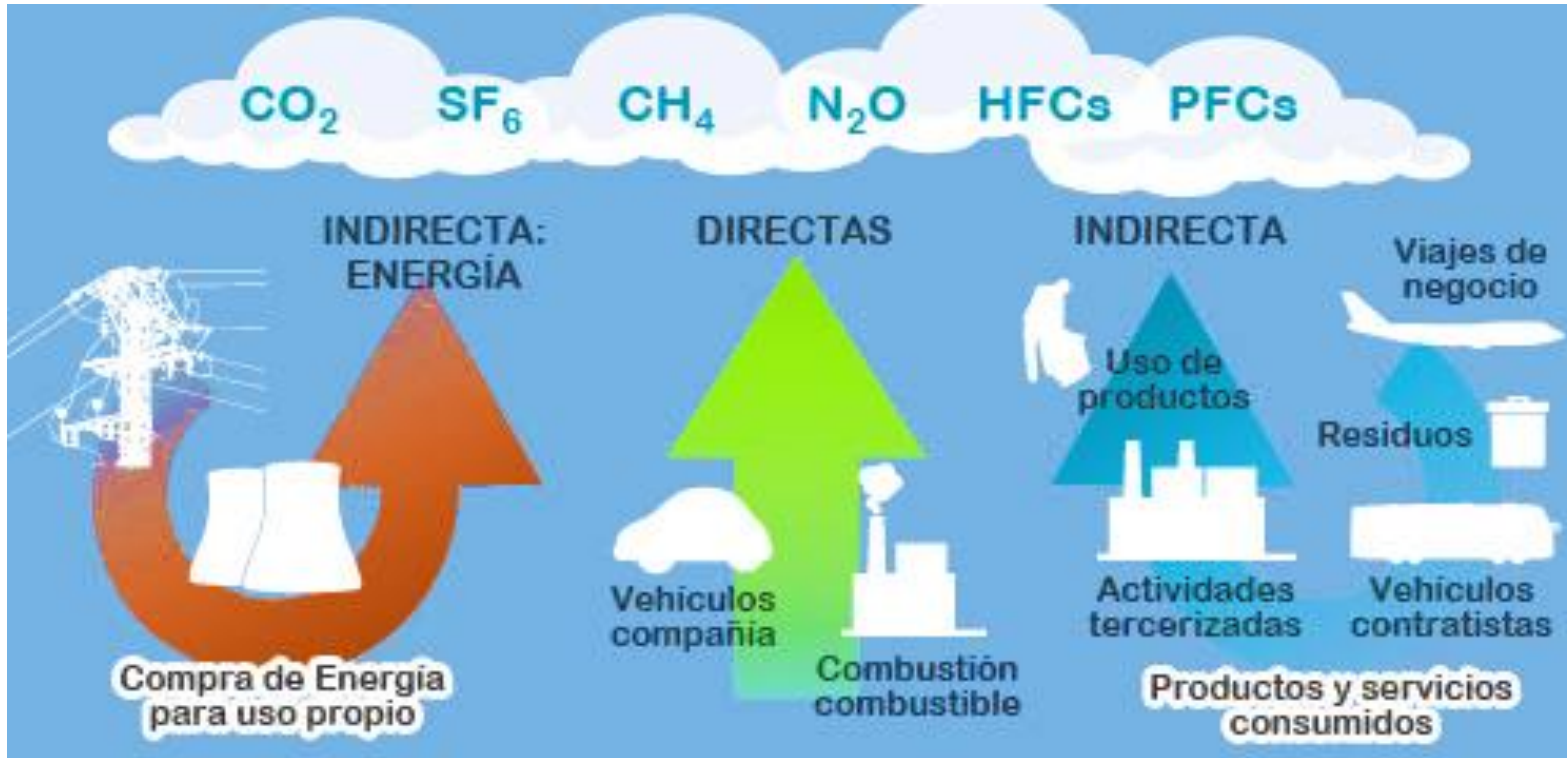 CO₂ SF₆ CH₄ N₂O HFCs PFCs
INDIRECTA:
ENERGÍA
Compra de Energía
para uso propio
DIRECTAS
Vehículos
compañía
Combustión
combustible
INDIRECTA
Viajes de
negocio
Uso de
productos
Residuos
Actividades
tercerizadas
Vehículos
contratistas
Productos y servicios
consumidos